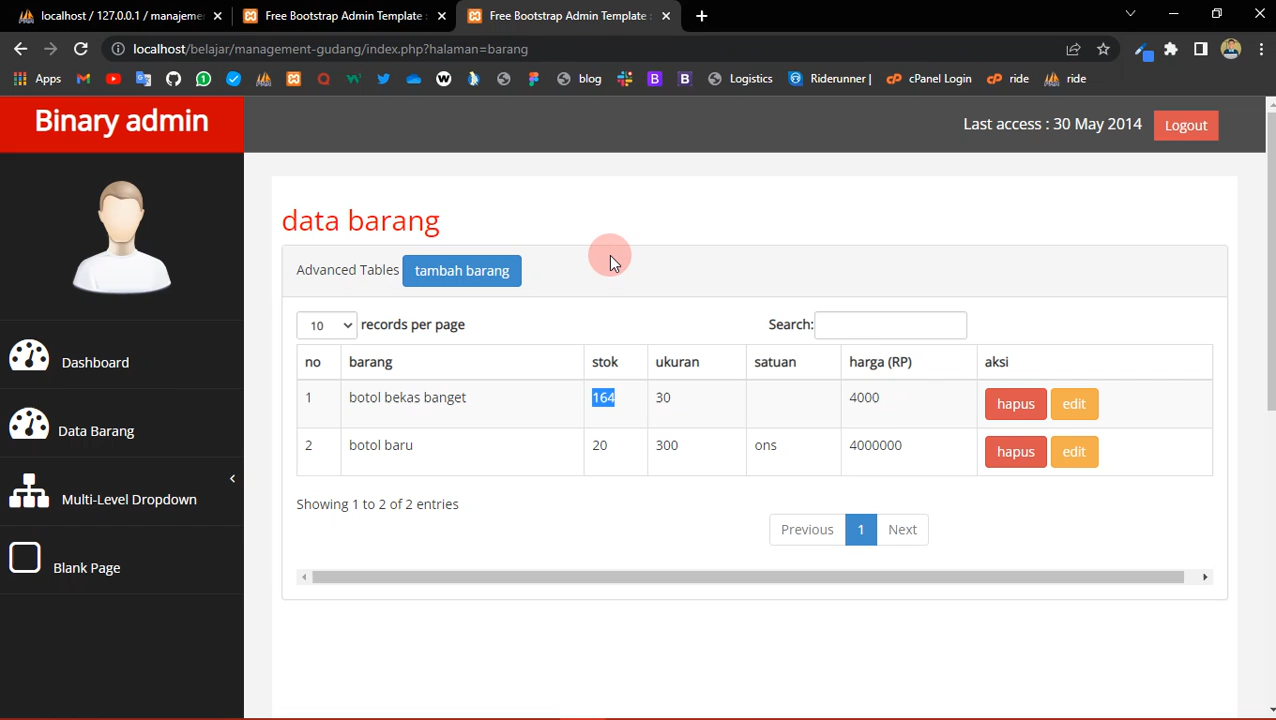 localhost / 127.0.0.1 / manajeme
Free Bootstrap Admin Template :
Free Bootstrap Admin Template :
localhost/belajar/management-gudang/index.php?halaman=barang
Apps
blog
Logistics
Riderunner |
cPanel Login
ride
ride
Binary admin
Last access : 30 May 2014 Logout
Dashboard
Data Barang
Multi-Level Dropdown
Blank Page
data barang
Advanced Tables tambah barang
10 records per page Search:
no barang stok ukuran satuan harga (RP) aksi
1 botol bekas banget 164 30 4000 hapus edit
2 botol baru 20 300 ons 4000000 hapus edit
Showing 1 to 2 of 2 entries
Previous 1 Next